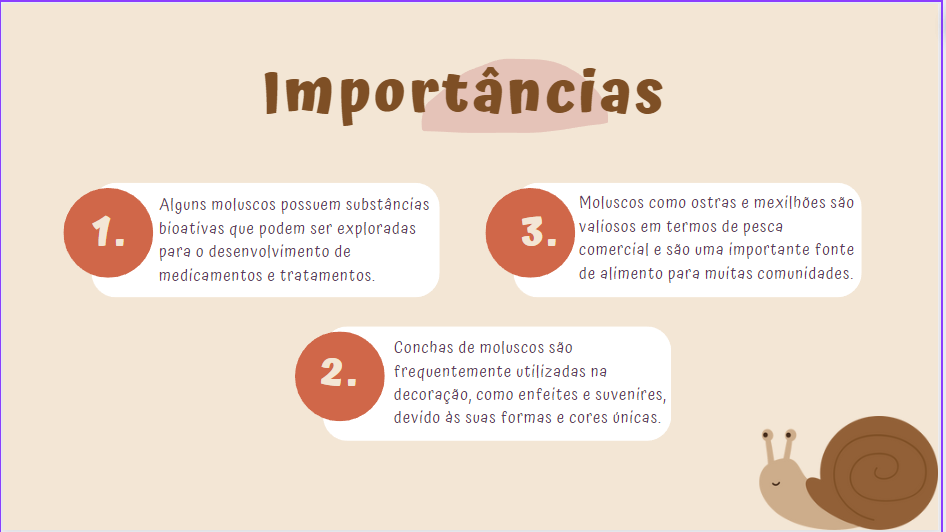 Importâncias
1.
Alguns moluscos possuem substâncias
bioativas que podem ser exploradas
para o desenvolvimento de
medicamentos e tratamentos.
3.
Moluscos como ostras e mexilhões são
valiosos em termos de pesca
comercial e são uma importante fonte
de alimento para muitas comunidades.
2.
Conchas de moluscos são
frequentemente utilizadas na
decoração, como enfeites e suvenires,
devido às suas formas e cores únicas.